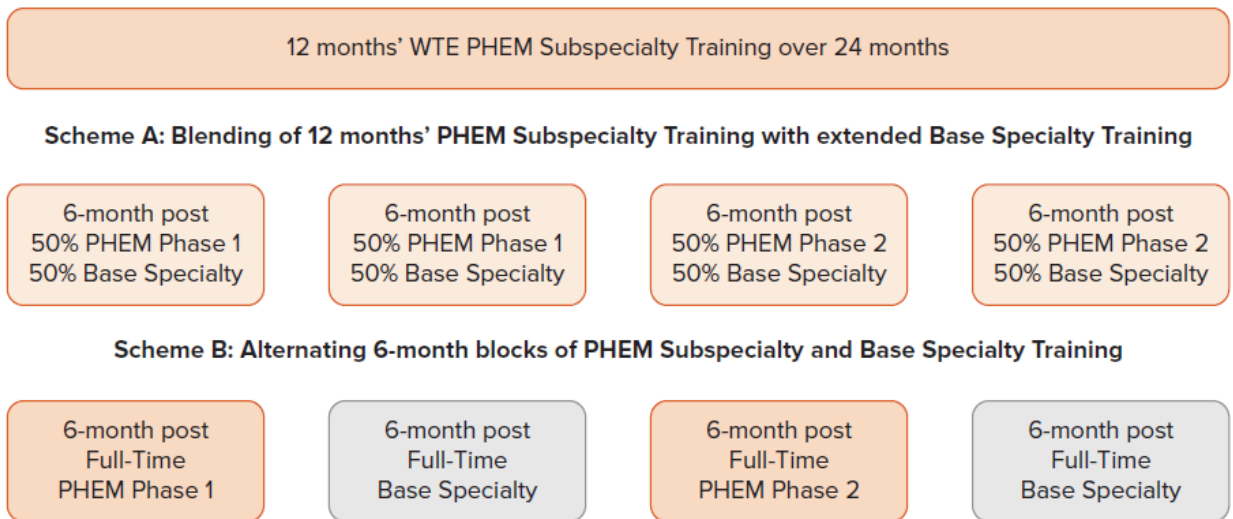 12 months’ WTE PHEM Subspecialty Training over 24 months
Scheme A: Blending of 12 months’ PHEM Subspecialty Training with extended Base Specialty Training
6-month post
50% PHEM Phase 1
50% Base Specialty
6-month post
50% PHEM Phase 1
50% Base Specialty
6-month post
50% PHEM Phase 2
50% Base Specialty
6-month post
50% PHEM Phase 2
50% Base Specialty
Scheme B: Alternating 6-month blocks of PHEM Subspecialty and Base Specialty Training
6-month post
Full-Time
PHEM Phase 1
6-month post
Full-Time
Base Specialty
6-month post
Full-Time
PHEM Phase 2
6-month post
Full-Time
Base Specialty